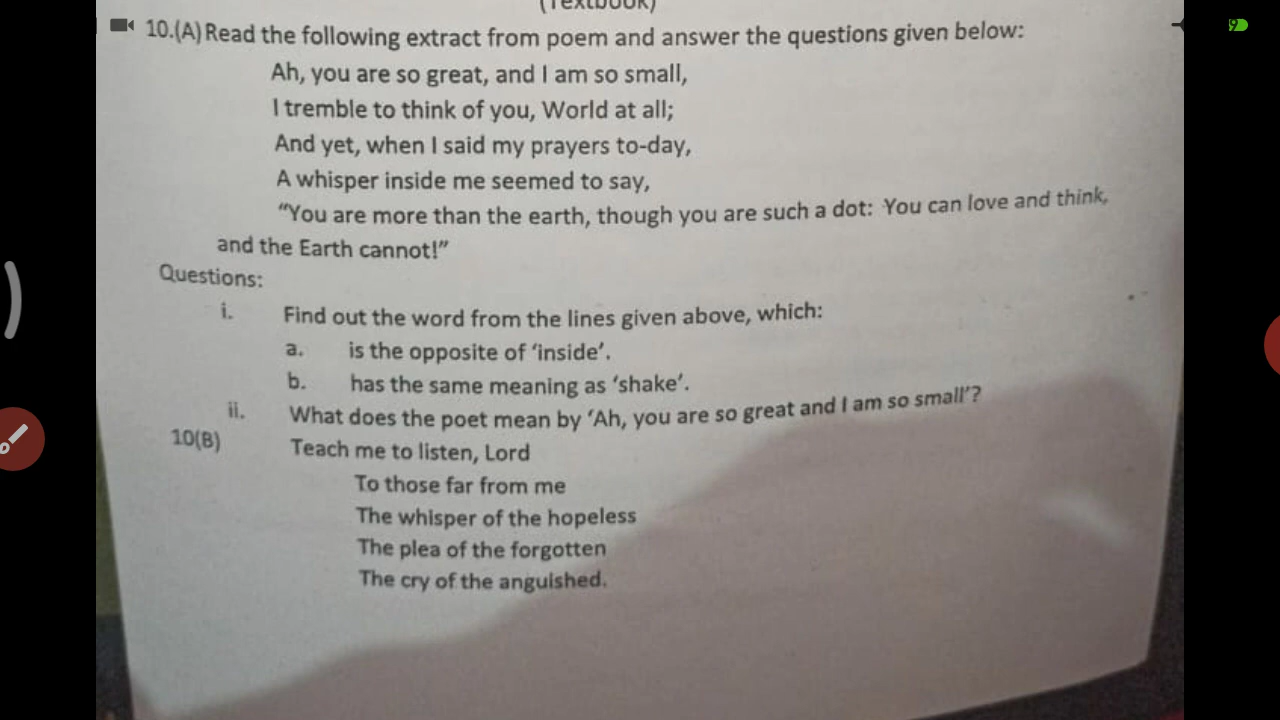 (Textbook)
10.(A) Read the following extract from poem and answer the questions given below:
Ah, you are so great, and I am so small,
I tremble to think of you, World at all;
And yet, when I said my prayers to-day,
A whisper inside me seemed to say,
“You are more than the earth, though you are such a dot: You can love and think,
and the Earth cannot!”
Questions:
i. Find out the word from the lines given above, which:
a. is the opposite of ‘inside’.
b. has the same meaning as ‘shake’.
ii. What does the poet mean by ‘Ah, you are so great and I am so small’?
10(B) Teach me to listen, Lord
To those far from me
The whisper of the hopeless
The plea of the forgotten
The cry of the anguished.